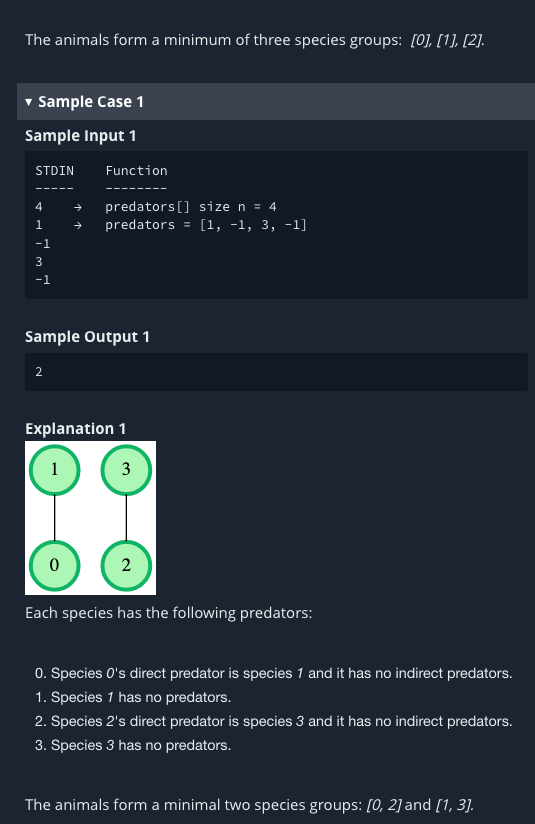 The animals form a minimum of three species groups: [0], [1], [2].
▾ Sample Case 1
Sample Input 1
STDIN Function
----- --------
4 → predators[] size n = 4
1 → predators = [1, -1, 3, -1]
-1
3
-1
Sample Output 1
2
Explanation 1
1 3
0 2
Each species has the following predators:
0. Species 0's direct predator is species 1 and it has no indirect predators.
1. Species 1 has no predators.
2. Species 2's direct predator is species 3 and it has no indirect predators.
3. Species 3 has no predators.
The animals form a minimal two species groups: [0, 2] and [1, 3].